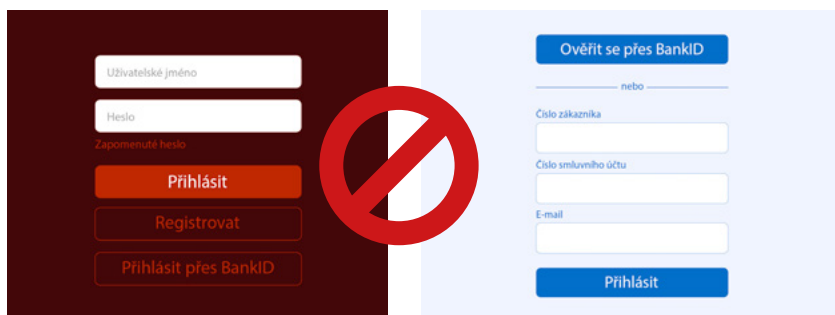 Uživatelské jméno
Heslo
Zapomenuté heslo
Přihlásit
Registrovat
Přihlásit přes BankID
Ověřit se přes BankID
nebo
Číslo zákazníka
Číslo smluvního účtu
E-mail
Přihlásit